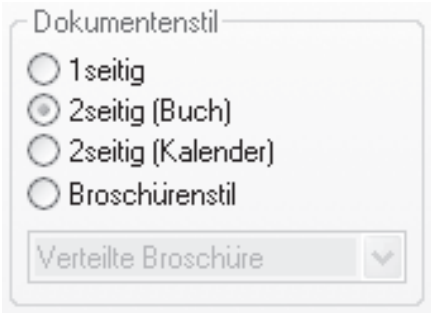 Dokumentenstil
1seitig
2seitig (Buch)
2seitig (Kalender)
Broschürenstil
Verteilte Broschüre